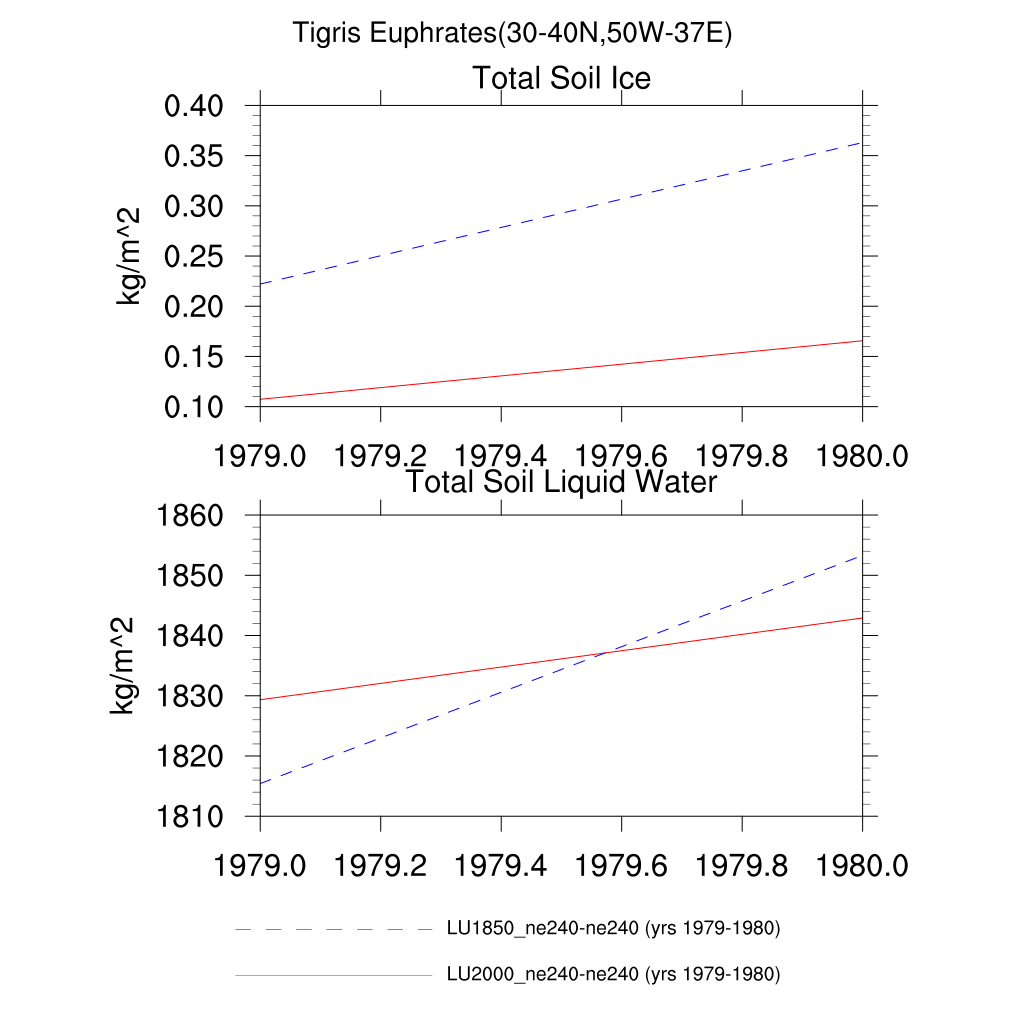 Tigris Euphrates(30-40N,50W-37E)
Total Soil Ice
0.40
0.35
0.30
0.25
0.20
0.15
0.10
kg/m^2
1979.0 1979.2 1979.4 1979.6 1979.8 1980.0
Total Soil Liquid Water
1860
1850
1840
1830
1820
1810
kg/m^2
1979.0 1979.2 1979.4 1979.6 1979.8 1980.0
LU1850_ne240-ne240 (yrs 1979-1980)
LU2000_ne240-ne240 (yrs 1979-1980)